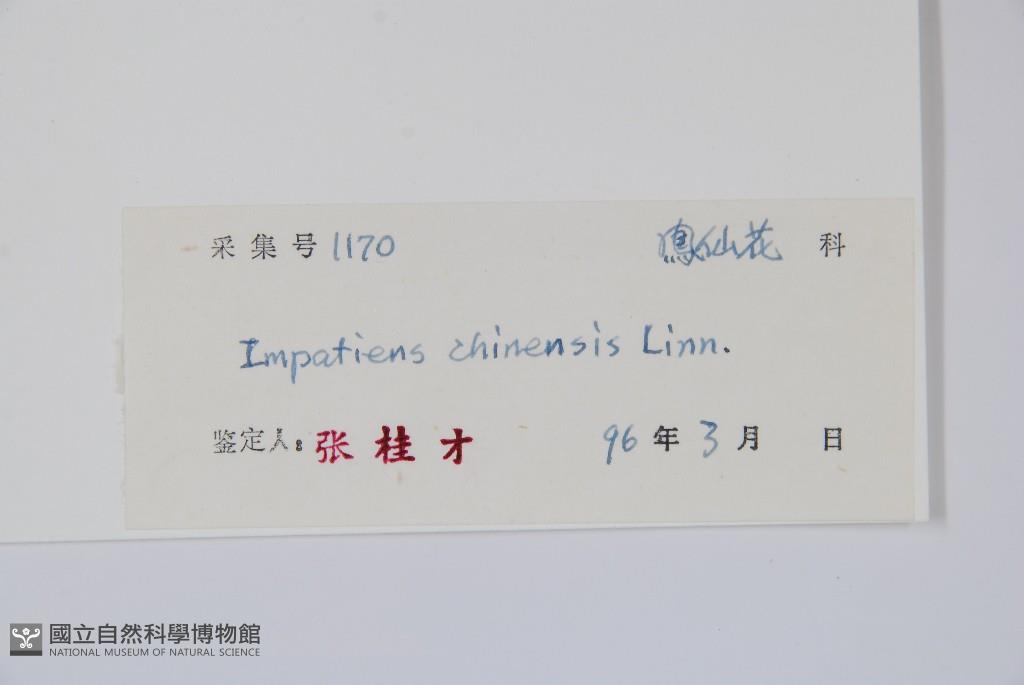 采集号 1170 鳳仙花 科
Impatiens chinensis Linn.
鉴定人: 张桂才 96 年 3 月 日
國立自然科學博物館
NATIONAL MUSEUM OF NATURAL SCIENCE